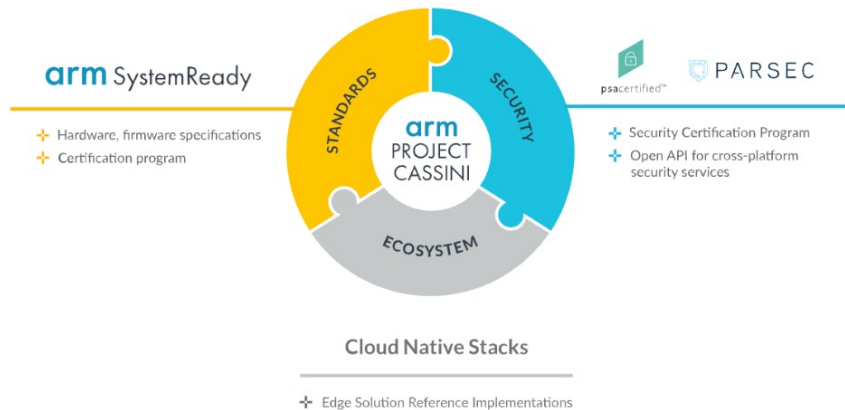 arm SystemReady
Hardware, firmware specifications
Certification program
STANDARDS
SECURITY
ECOSYSTEM
arm
PROJECT
CASSINI
psacertified™
PARSEC
Security Certification Program
Open API for cross-platform
security services
Cloud Native Stacks
Edge Solution Reference Implementations